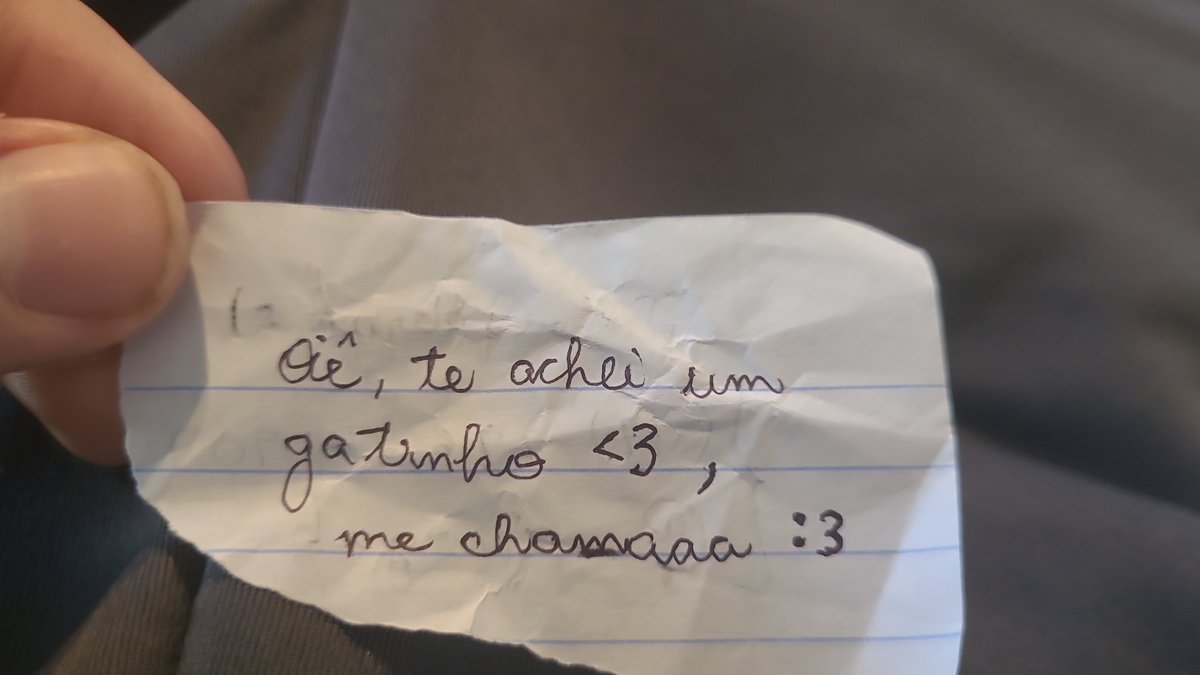 Oiê, te achei um
gatinho <3 ,
me chamaaa :3